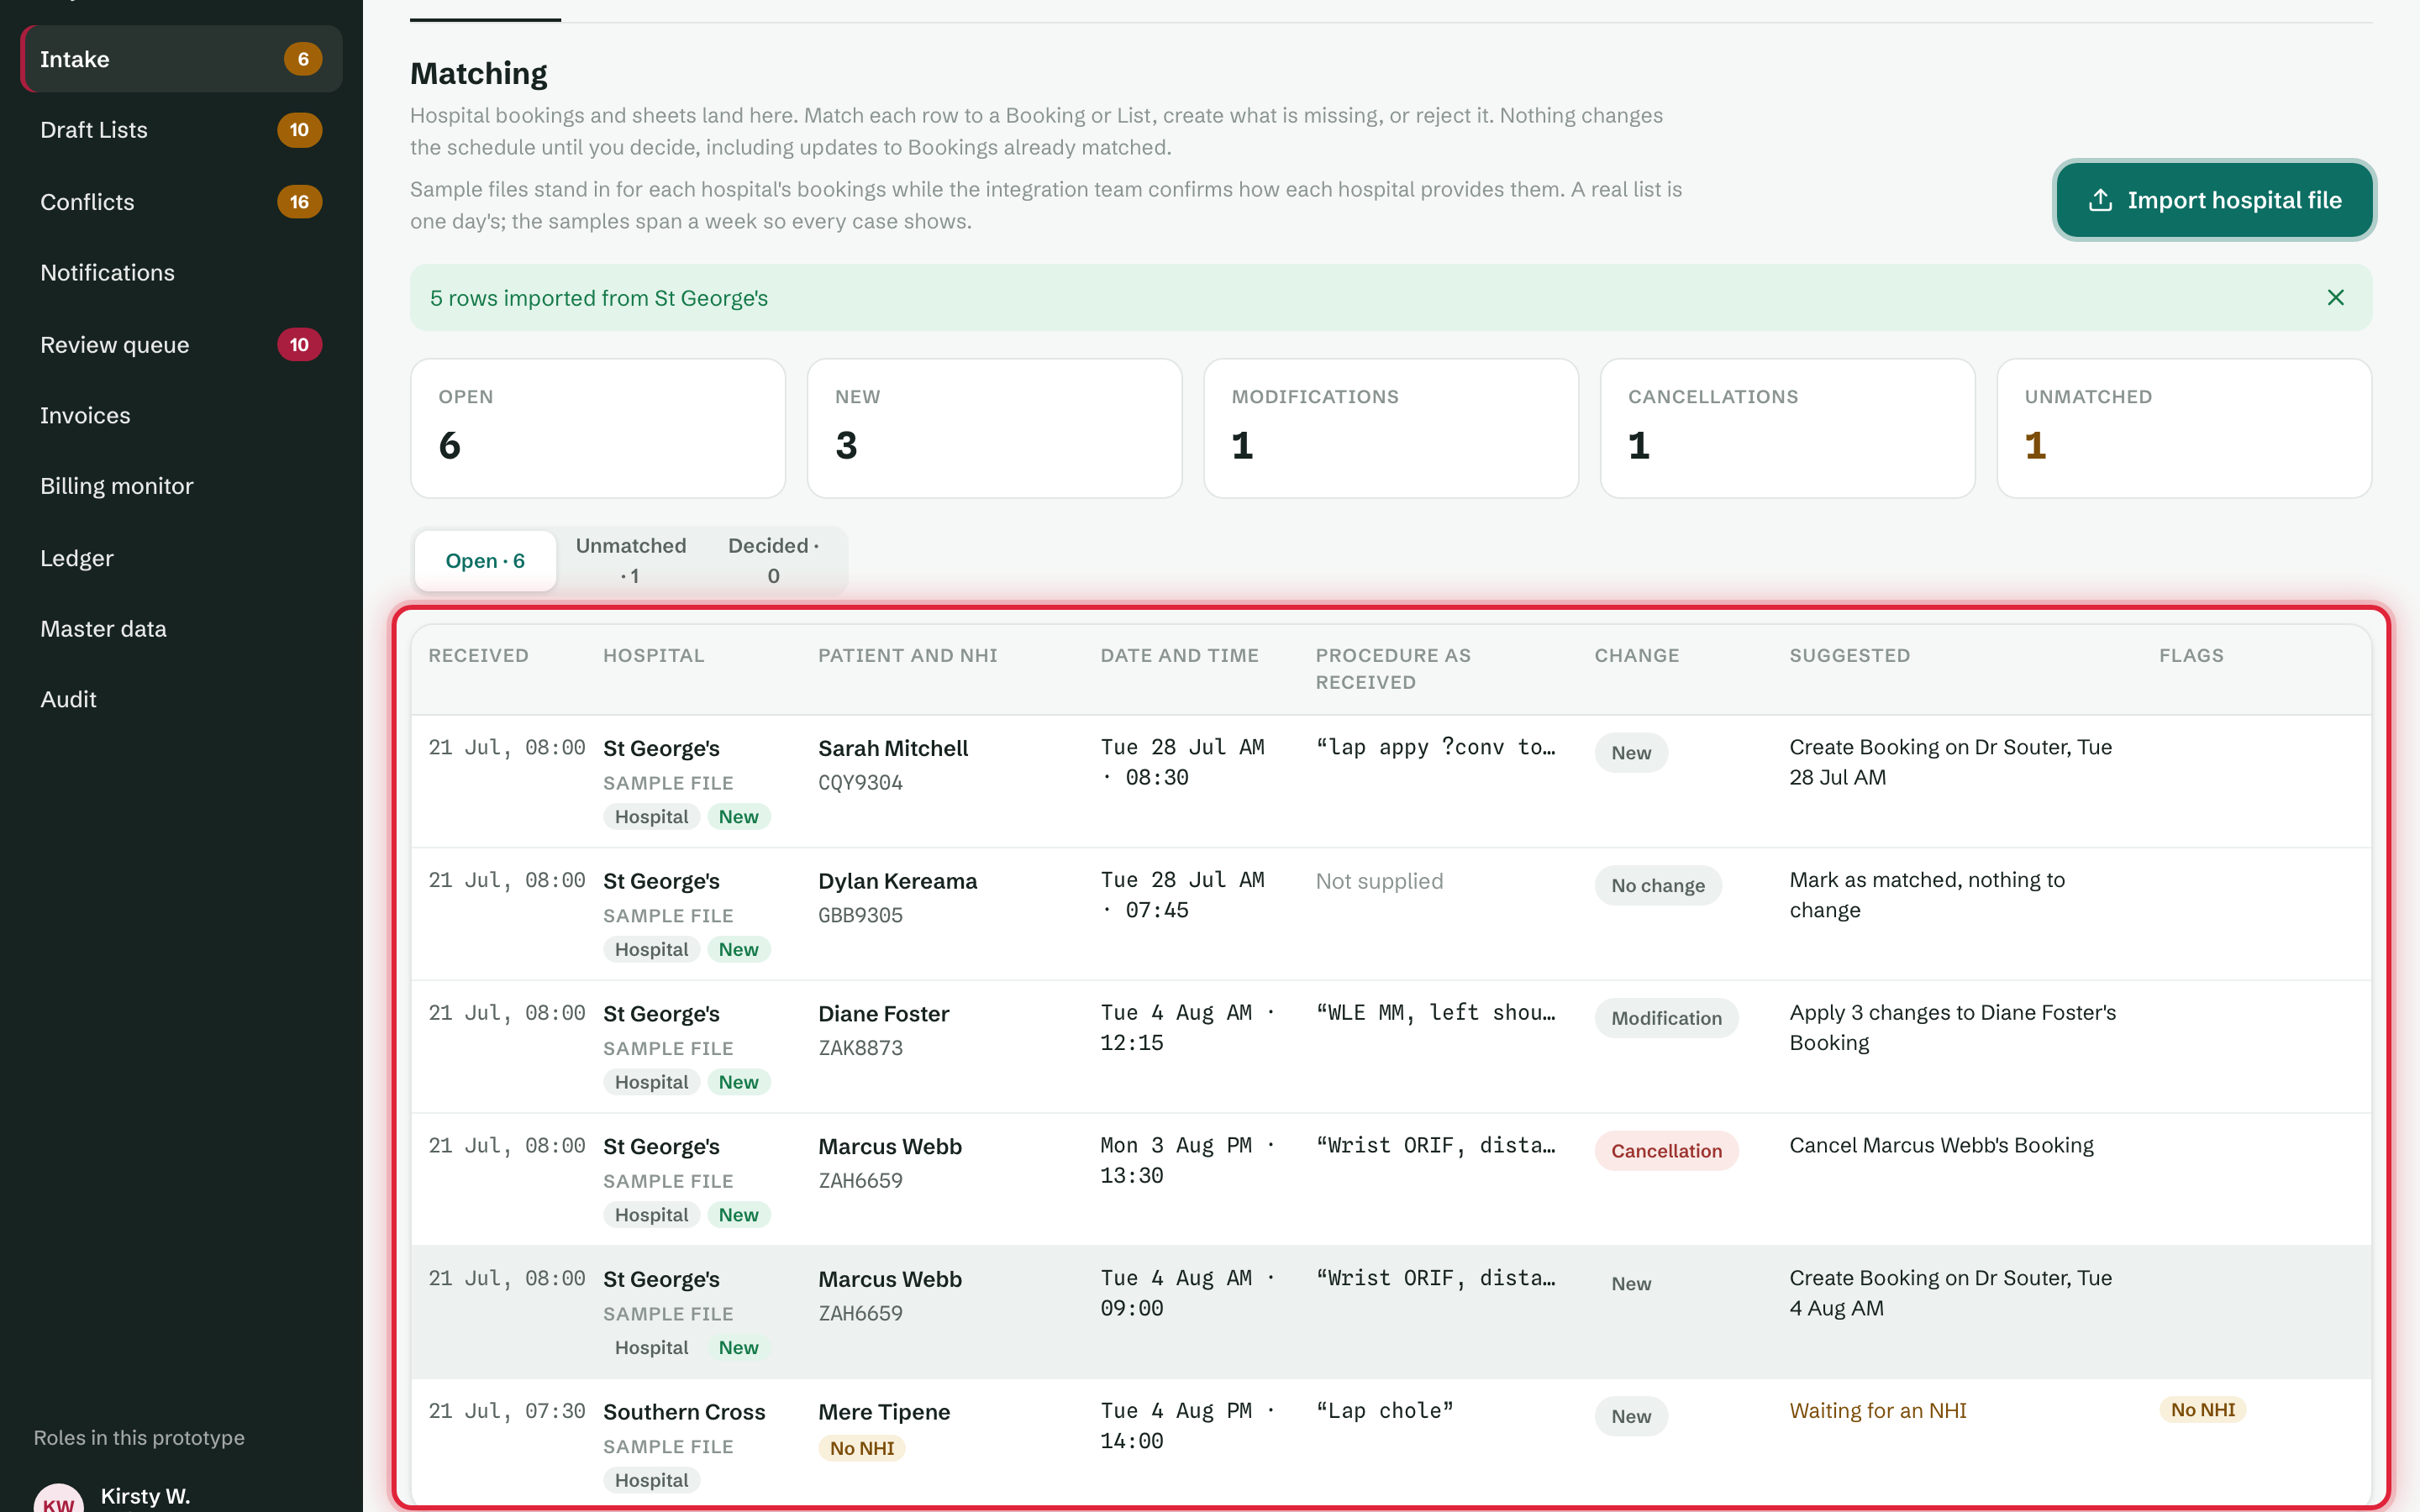 Intake 6
Draft Lists 10
Conflicts 16
Notifications
Review queue 10
Invoices
Billing monitor
Ledger
Master data
Audit
Roles in this prototype
KW Kirsty W.
Matching
Hospital bookings and sheets land here. Match each row to a Booking or List, create what is missing, or reject it. Nothing changes
the schedule until you decide, including updates to Bookings already matched.
Sample files stand in for each hospital's bookings while the integration team confirms how each hospital provides them. A real list is
one day's; the samples span a week so every case shows.
Import hospital file
5 rows imported from St George's
OPEN
6
NEW
3
MODIFICATIONS
1
CANCELLATIONS
1
UNMATCHED
1
Open · 6
Unmatched
· 1
Decided ·
0
RECEIVED HOSPITAL PATIENT AND NHI DATE AND TIME PROCEDURE AS CHANGE SUGGESTED FLAGS
RECEIVED
21 Jul, 08:00 St George's Sarah Mitchell Tue 28 Jul AM “lap appy ?conv to… New Create Booking on Dr Souter, Tue
SAMPLE FILE CQY9304 · 08:30 28 Jul AM
Hospital New
21 Jul, 08:00 St George's Dylan Kereama Tue 28 Jul AM Not supplied No change Mark as matched, nothing to
SAMPLE FILE GBB9305 · 07:45 change
Hospital New
21 Jul, 08:00 St George's Diane Foster Tue 4 Aug AM · “WLE MM, left shou… Modification Apply 3 changes to Diane Foster's
SAMPLE FILE ZAK8873 12:15 Booking
Hospital New
21 Jul, 08:00 St George's Marcus Webb Mon 3 Aug PM · “Wrist ORIF, dista… Cancellation Cancel Marcus Webb's Booking
SAMPLE FILE ZAH6659 13:30
Hospital New
21 Jul, 08:00 St George's Marcus Webb Tue 4 Aug AM · “Wrist ORIF, dista… New Create Booking on Dr Souter, Tue
SAMPLE FILE ZAH6659 09:00 4 Aug AM
Hospital New
21 Jul, 07:30 Southern Cross Mere Tipene Tue 4 Aug PM · “Lap chole” New Waiting for an NHI No NHI
SAMPLE FILE No NHI 14:00
Hospital